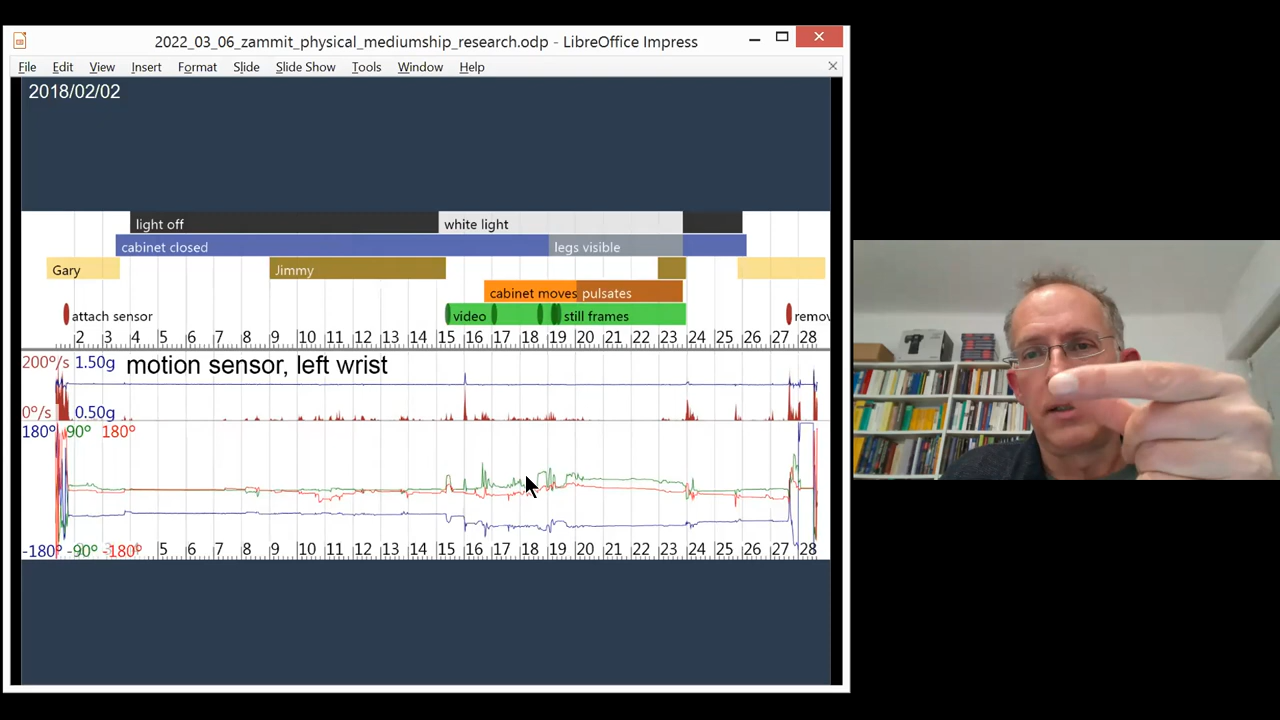 2022_03_06_zammit_physical_mediumship_research.odp - LibreOffice Impress
File Edit View Insert Format Slide Slide Show Tools Window Help
2018/02/02
light off white light
cabinet closed legs visible
Gary Jimmy
cabinet moves pulsates
attach sensor video still frames remov
2 3 4 5 6 7 8 9 10 11 12 13 14 15 16 17 18 19 20 21 22 23 24 25 26 27 28
200°/s 1.50g motion sensor, left wrist
0°/s 0.50g
180° 90° 180°
-180° -90° -180° 4 5 6 7 8 9 10 11 12 13 14 15 16 17 18 19 20 21 22 23 24 25 26 27 28